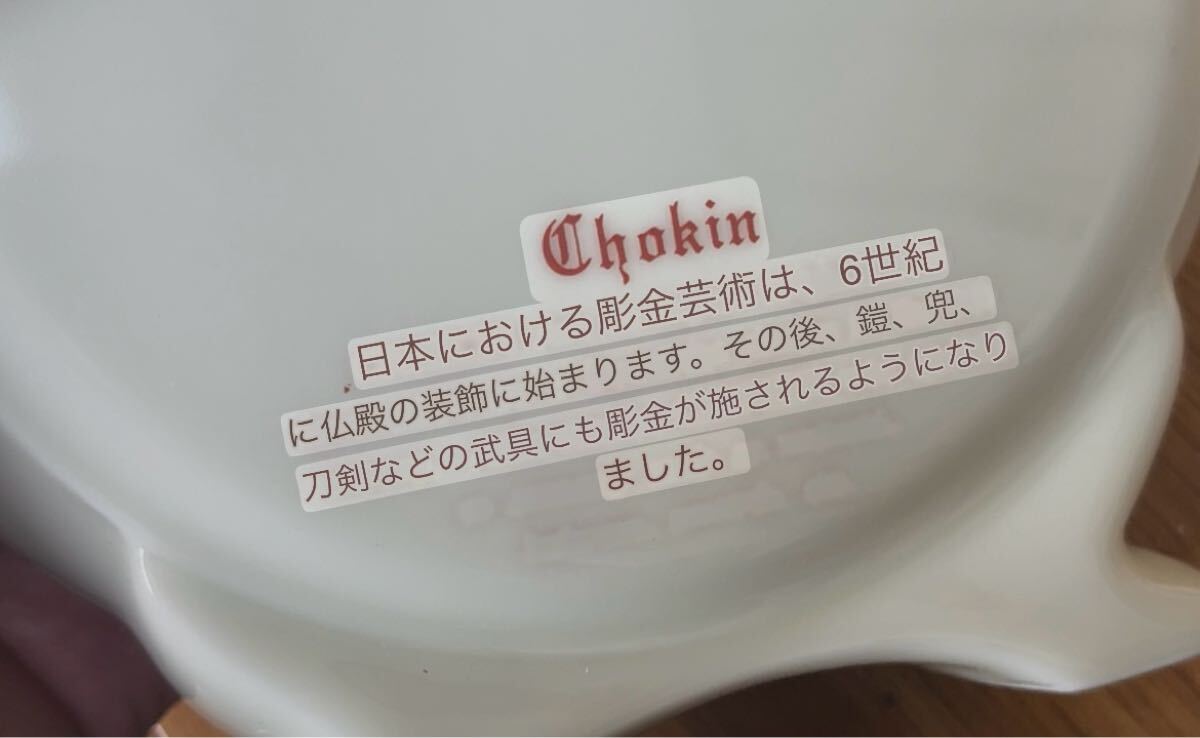 Chokin
日本における彫金芸術は、6世紀
に仏殿の装飾に始まります。その後、鎧、兜、
刀剣などの武具にも彫金が施されるようになり
ました。